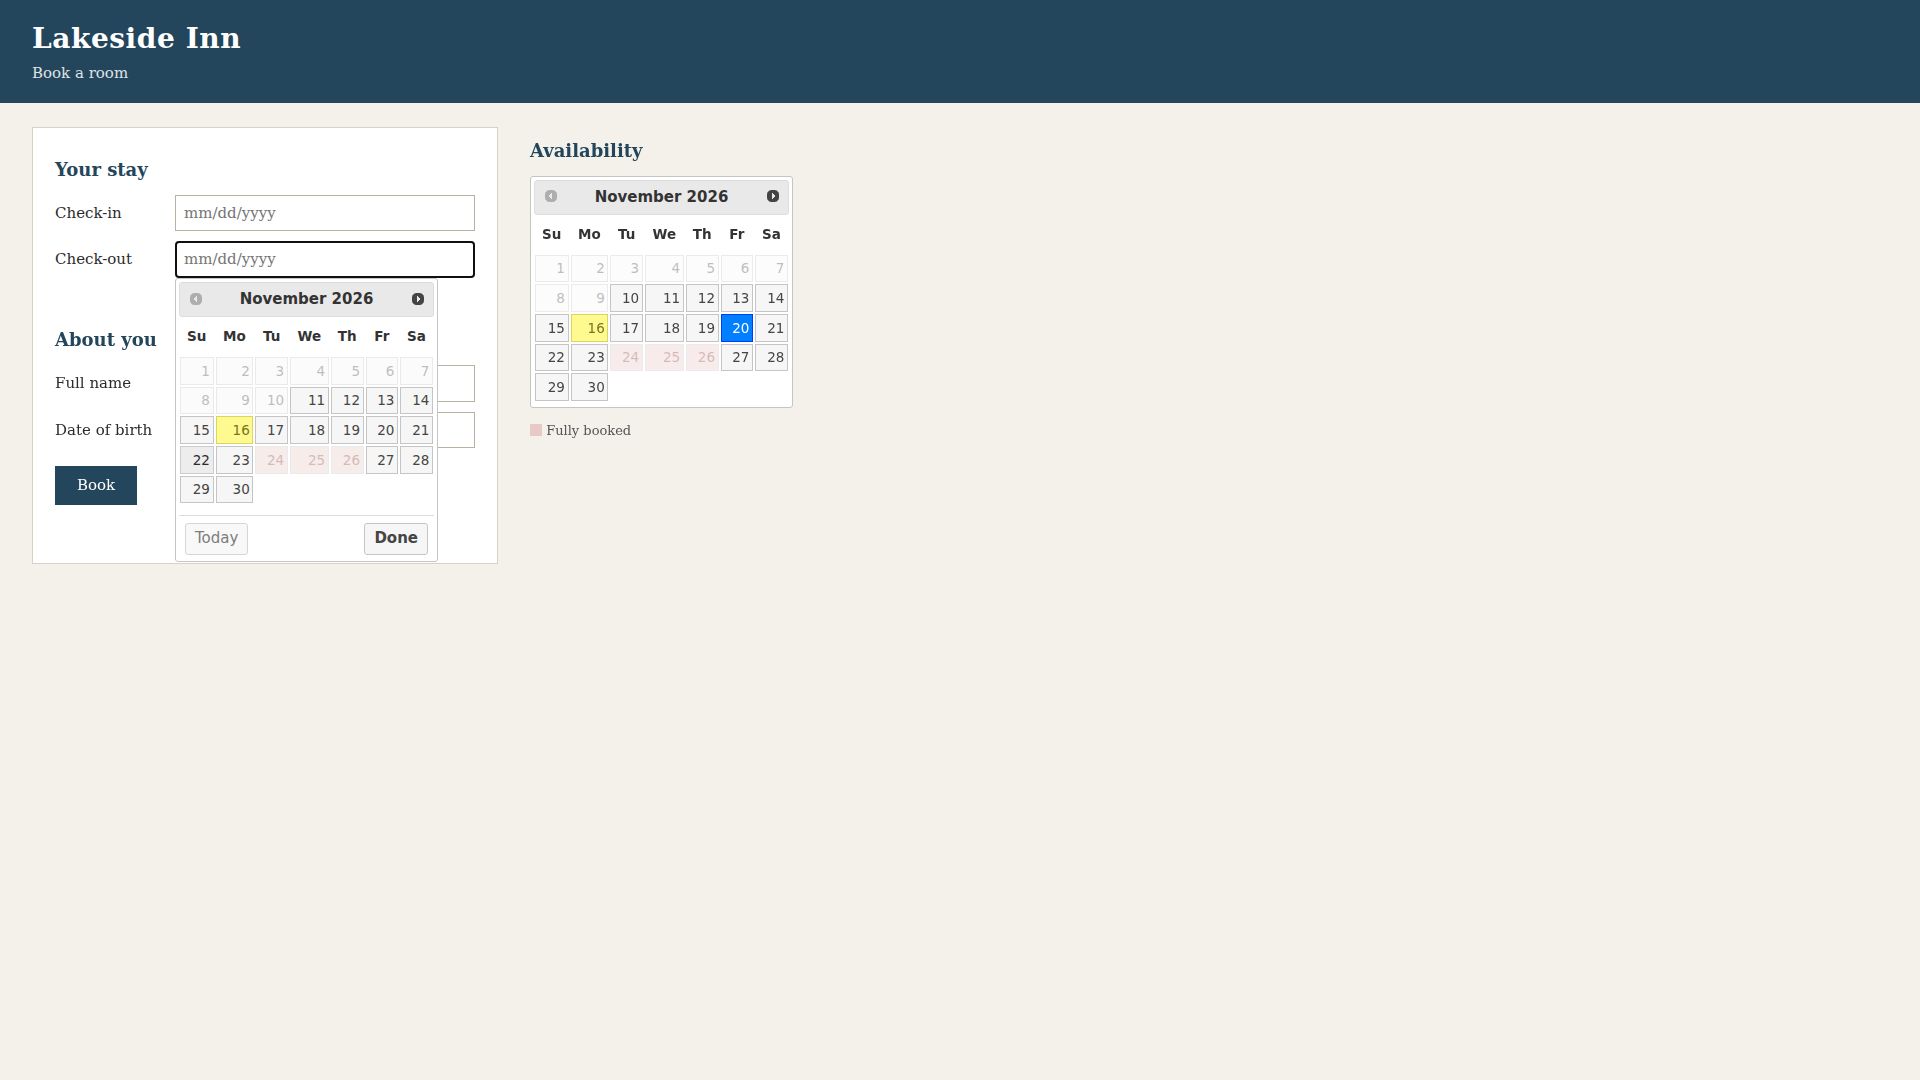 Lakeside Inn
Book a room
Your stay
Check-in mm/dd/yyyy
Check-out mm/dd/yyyy
November 2026
Su Mo Tu We Th Fr Sa
1 2 3 4 5 6 7
8 9 10 11 12 13 14
15 16 17 18 19 20 21
22 23 24 25 26 27 28
29 30
Today Done
About you
Full name
Date of birth
Book
Availability
November 2026
Su Mo Tu We Th Fr Sa
1 2 3 4 5 6 7
8 9 10 11 12 13 14
15 16 17 18 19 20 21
22 23 24 25 26 27 28
29 30
Fully booked